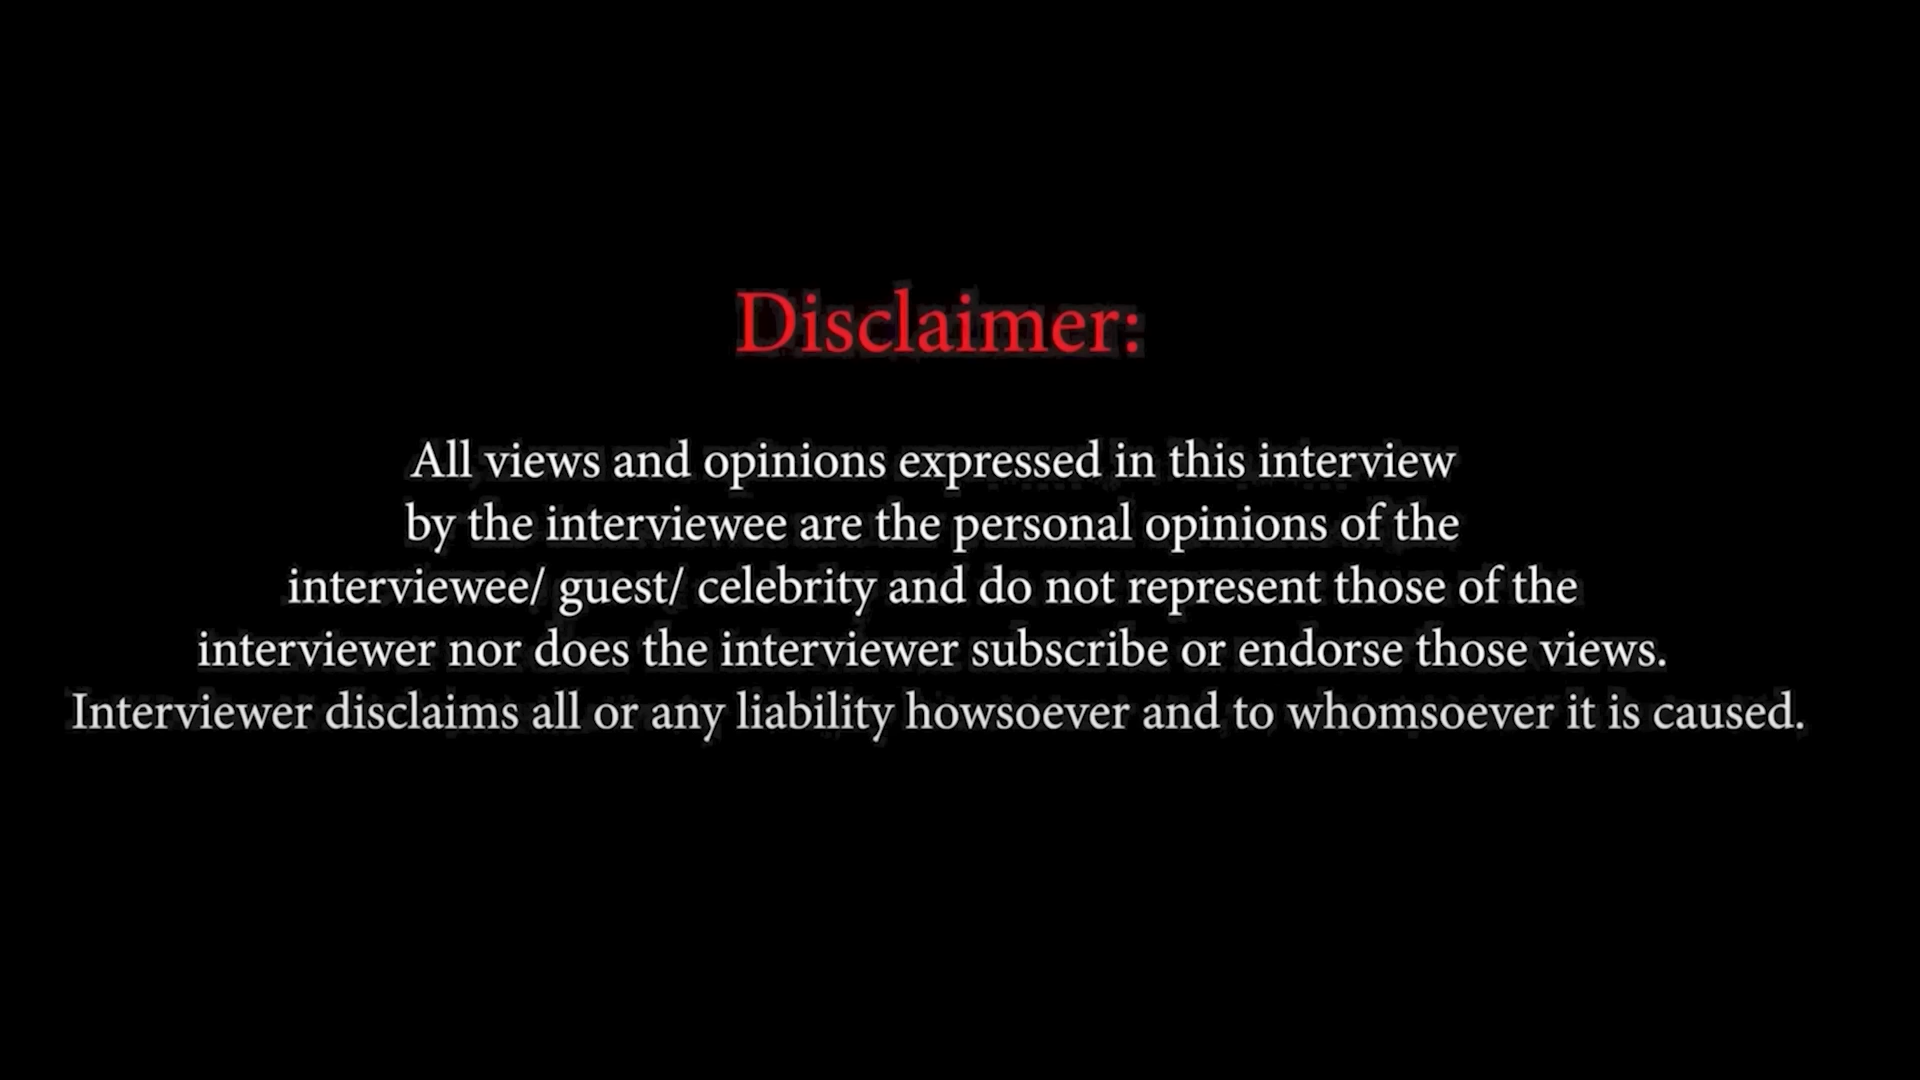 Disclaimer:
All views and opinions expressed in this interview
by the interviewee are the personal opinions of the
interviewee/ guest/ celebrity and do not represent those of the
interviewer nor does the interviewer subscribe or endorse those views.
Interviewer disclaims all or any liability howsoever and to whomsoever it is caused.